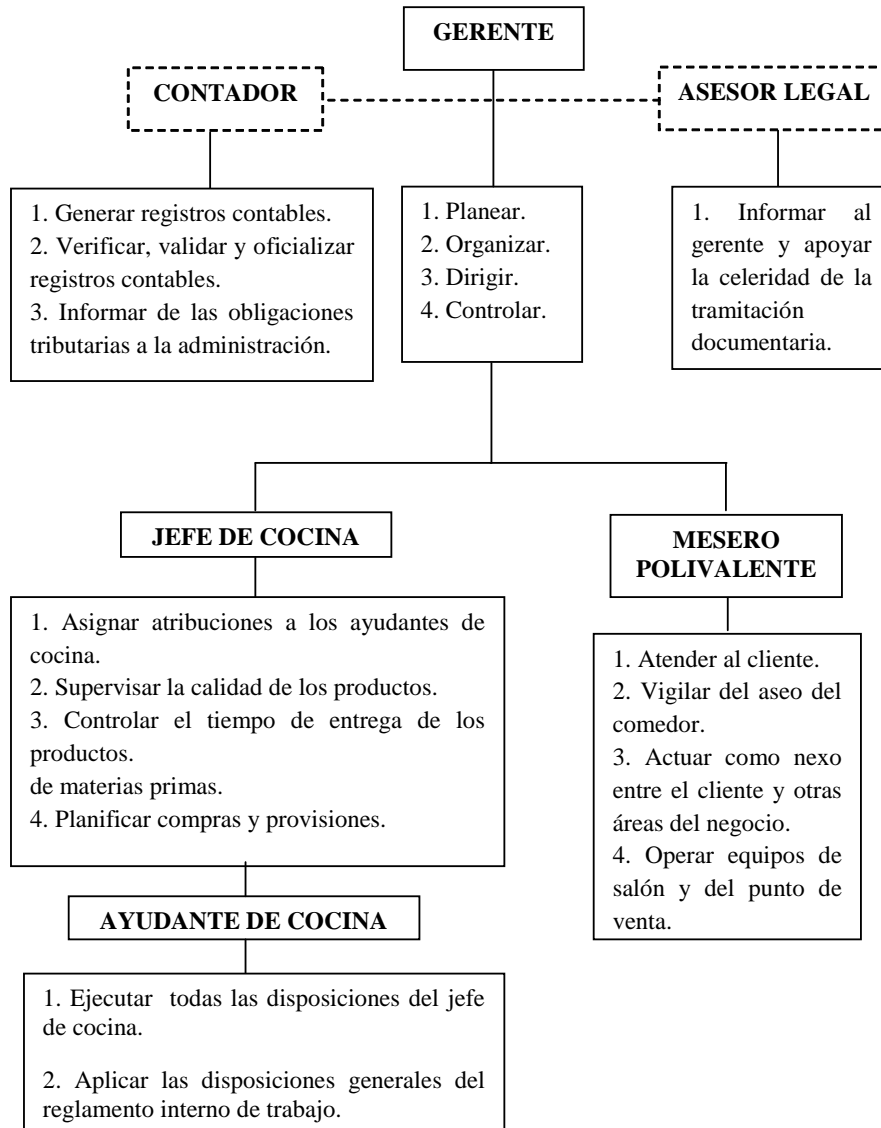 GERENTE
CONTADOR
ASESOR LEGAL
1. Generar registros contables.
2. Verificar, validar y oficializar
registros contables.
3. Informar de las obligaciones
tributarias a la administración.
1. Planear.
2. Organizar.
3. Dirigir.
4. Controlar.
1. Informar al
gerente y apoyar
la celeridad de la
tramitación
documentaria.
JEFE DE COCINA
1. Asignar atribuciones a los ayudantes de
cocina.
2. Supervisar la calidad de los productos.
3. Controlar el tiempo de entrega de los
productos.
de materias primas.
4. Planificar compras y provisiones.
MESERO
POLIVALENTE
1. Atender al cliente.
2. Vigilar del aseo del
comedor.
3. Actuar como nexo
entre el cliente y otras
áreas del negocio.
4. Operar equipos de
salón y del punto de
venta.
AYUDANTE DE COCINA
1. Ejecutar todas las disposiciones del jefe
de cocina.
2. Aplicar las disposiciones generales del
reglamento interno de trabajo.